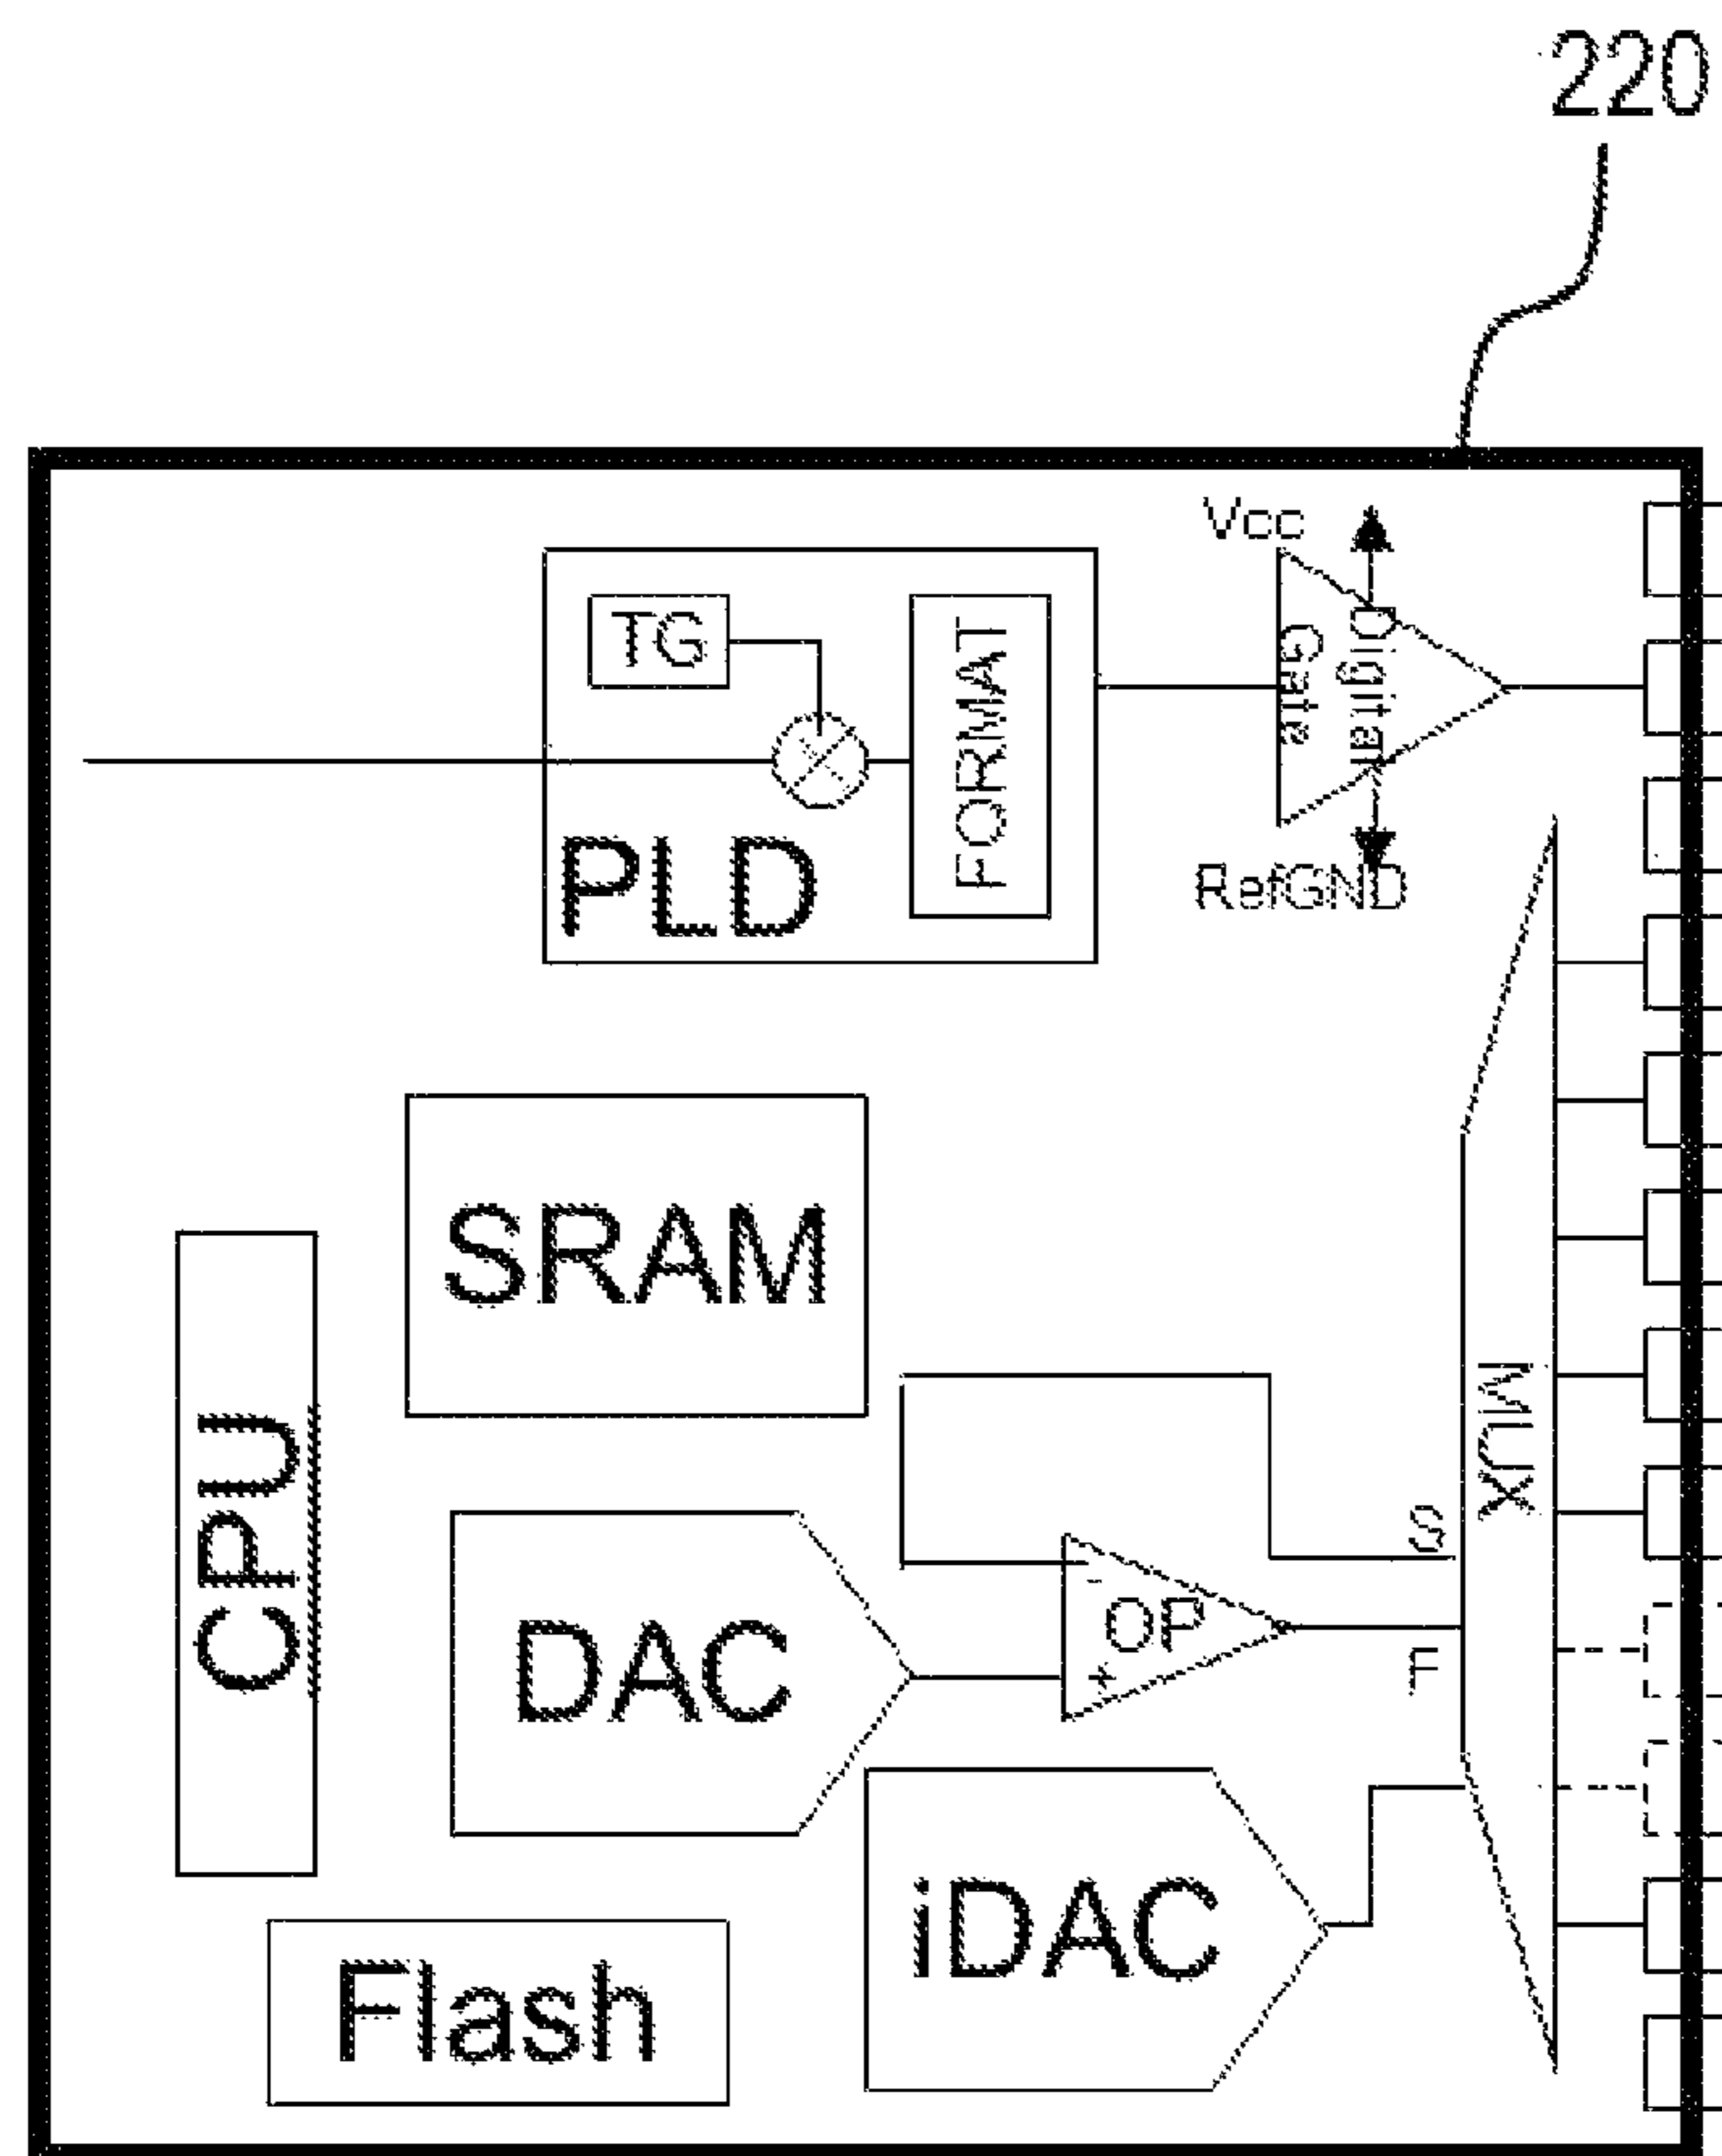 220
Vcc
TG
FORMAT
Digital
Gate
PLD
RefGND
SRAM
MUX
CPU
S
-
OP
DAC
+
F
iDAC
Flash